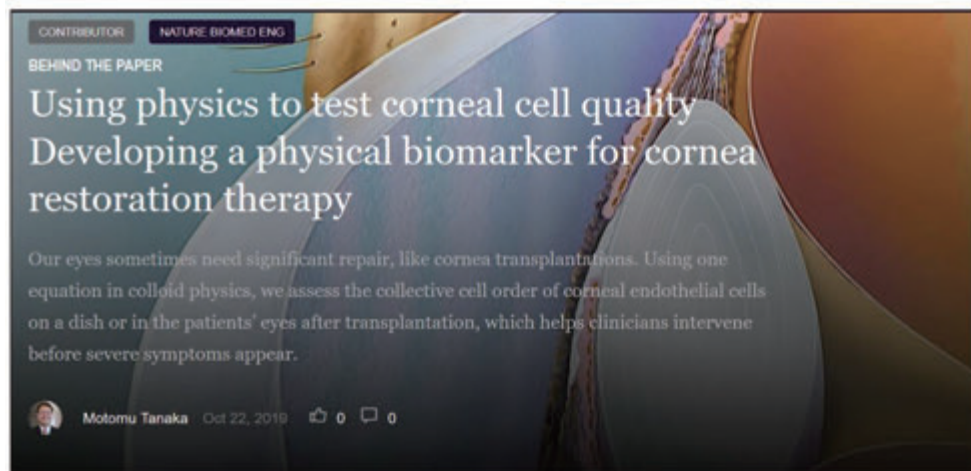 CONTRIBUTOR NATURE BIOMED ENG
BEHIND THE PAPER
Using physics to test corneal cell quality
Developing a physical biomarker for cornea
restoration therapy
Our eyes sometimes need significant repair, like cornea transplantations. Using one
equation in colloid physics, we assess the collective cell order of corneal endothelial cells
on a dish or in the patients' eyes after transplantation, which helps clinicians intervene
before severe symptoms appear.
Motomu Tanaka Oct 22, 2019 0 0